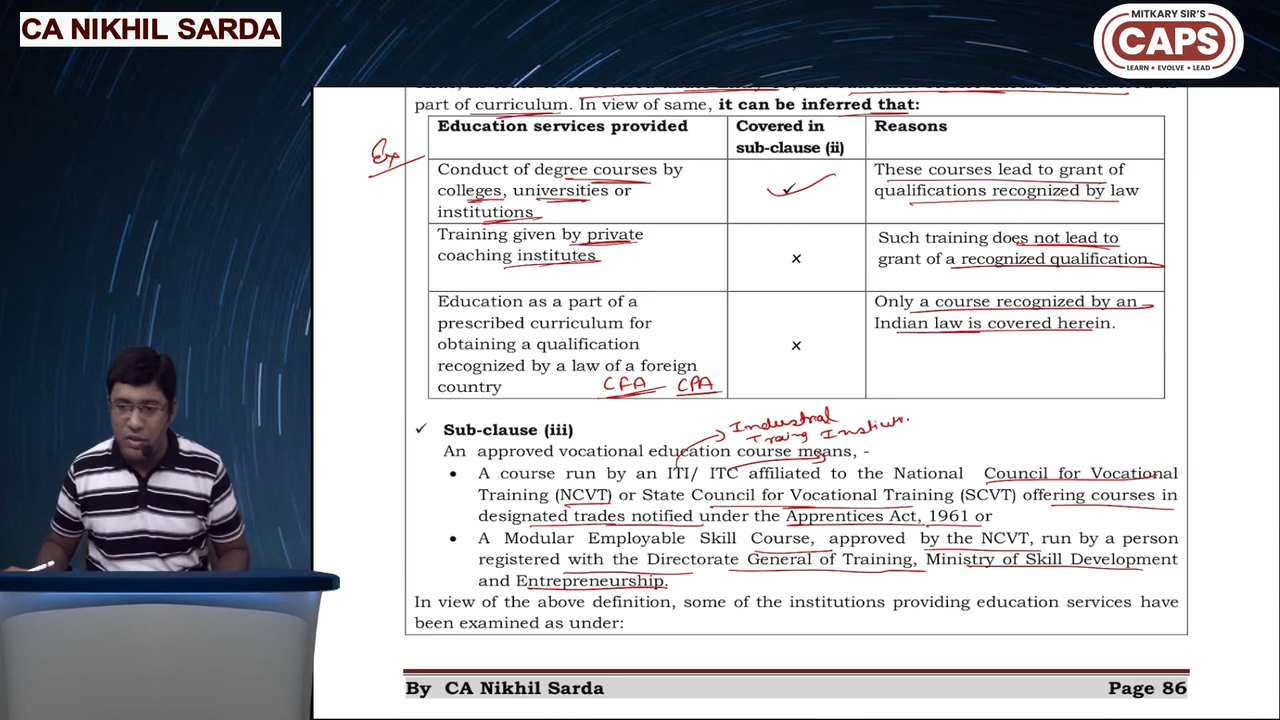 CA NIKHIL SARDA
MITKARY SIR'S
CAPS
LEARN • EVOLVE • LEAD
part of curriculum. In view of same, it can be inferred that:
Ex
Education services provided
Covered in
sub-clause (ii)
Reasons
Conduct of degree courses by
colleges, universities or
institutions
✓
These courses lead to grant of
qualifications recognized by law
Training given by private
coaching institutes
×
Such training does not lead to
grant of a recognized qualification.
Education as a part of a
prescribed curriculum for
obtaining a qualification
recognized by a law of a foreign
country
CFA CPA
×
Only a course recognized by an
Indian law is covered herein.
✓ Sub-clause (iii)
Industrial
An approved vocational education course means, -
• A course run by an ITI/ ITC affiliated to the National Council for Vocational
Training (NCVT) or State Council for Vocational Training (SCVT) offering courses in
designated trades notified under the Apprentices Act, 1961 or
• A Modular Employable Skill Course, approved by the NCVT, run by a person
registered with the Directorate General of Training, Ministry of Skill Development
and Entrepreneurship.
In view of the above definition, some of the institutions providing education services have
been examined as under:
By CA Nikhil Sarda
Page 86